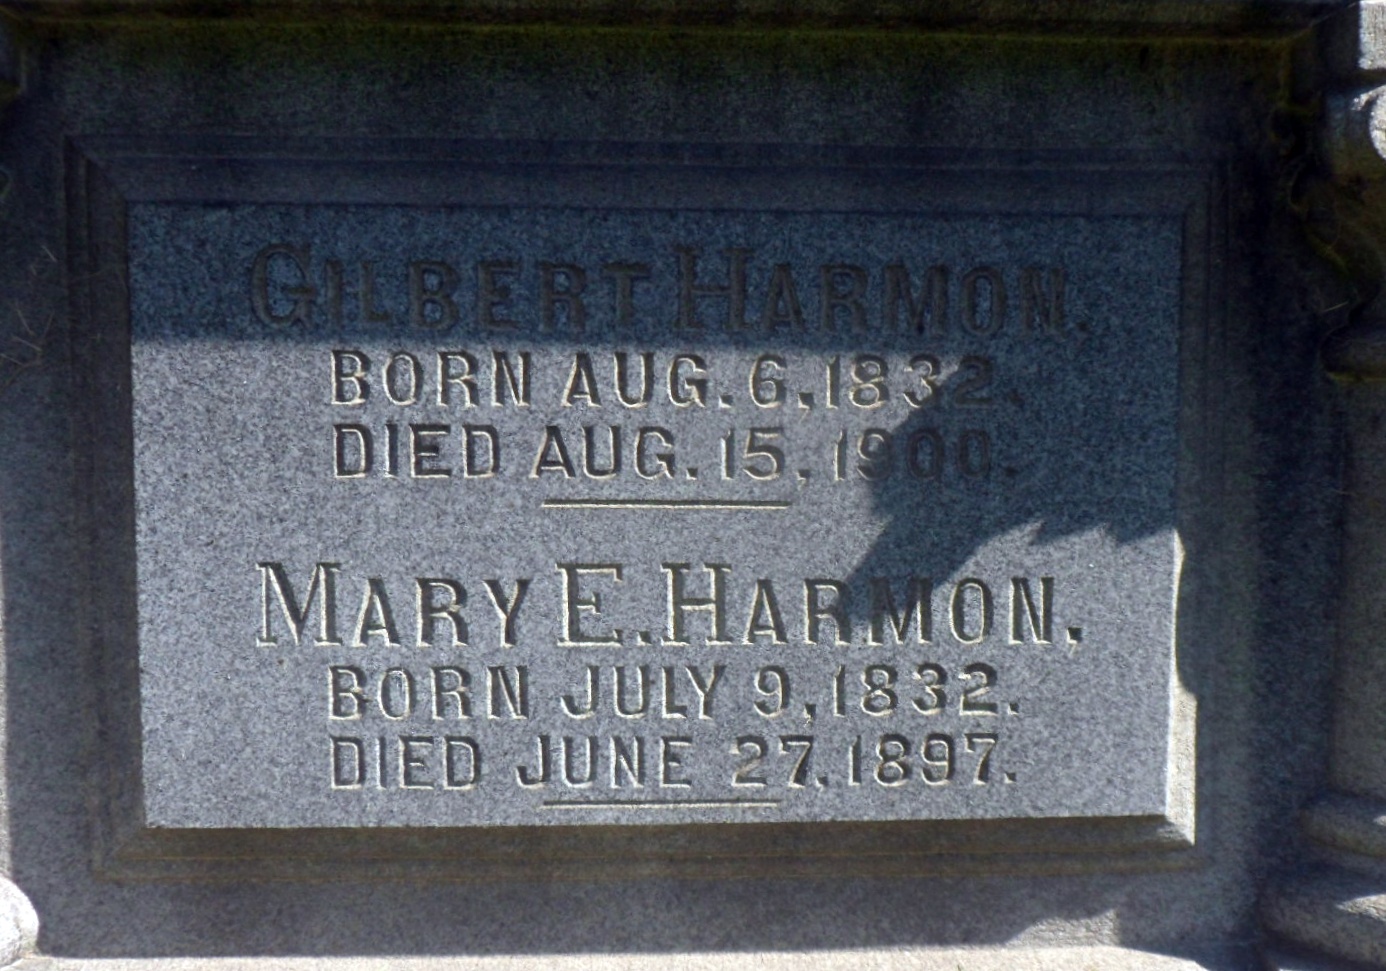 GILBERT HARMON.
BORN AUG. 6, 1832.
DIED AUG. 15, 1900.
MARY E. HARMON,
BORN JULY 9, 1832.
DIED JUNE 27, 1897.